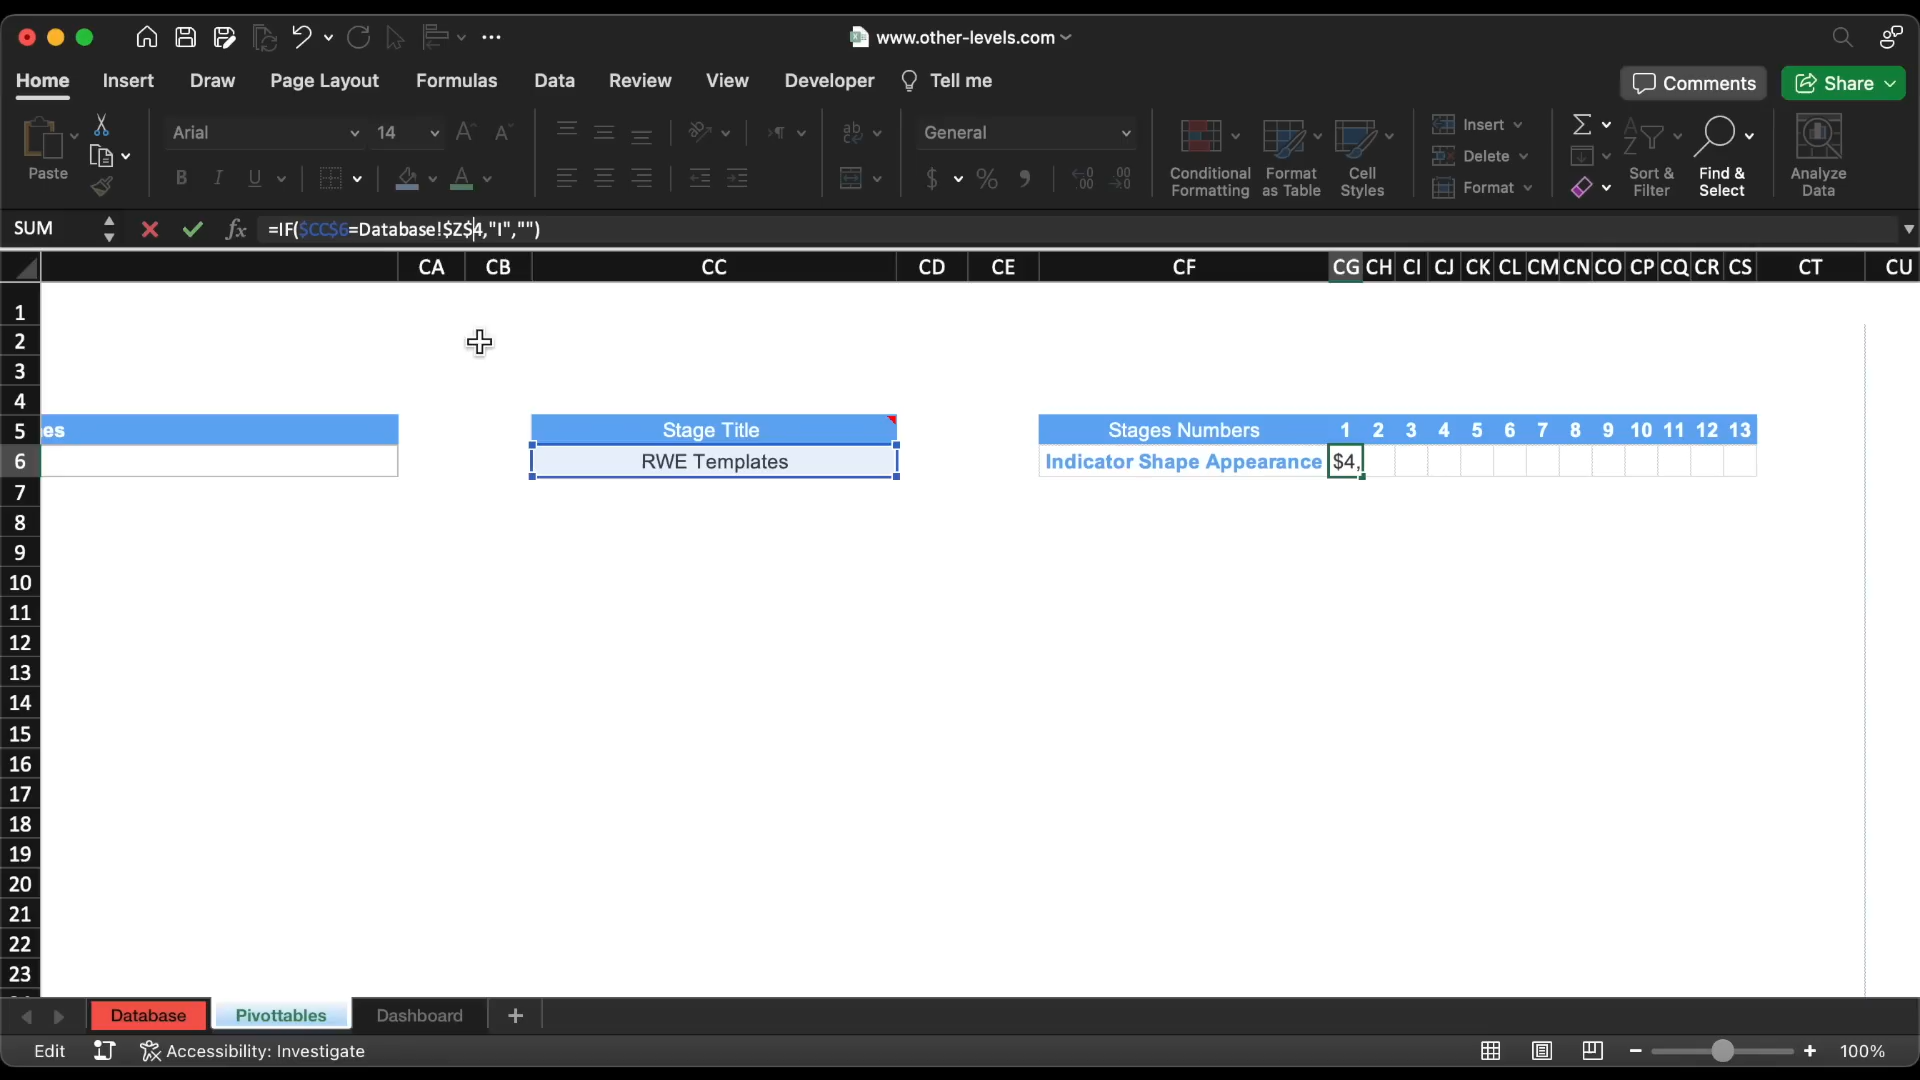 www.other-levels.com
Home Insert Draw Page Layout Formulas Data Review View Developer Tell me Comments Share
Paste
Arial 14
B I U
General
$ % 9
Conditional Formatting
Format as Table
Cell Styles
Insert
Delete
Format
Sort & Filter
Find & Select
Analyze Data
SUM fx =IF($CC$6=Database!$Z$4,"I","")
CA CB CC CD CE CF CG CH CI CJ CK CL CM CN CO CP CQ CR CS CT CU
1
2
3
4
5 es Stage Title Stages Numbers 1 2 3 4 5 6 7 8 9 10 11 12 13
6 RWE Templates Indicator Shape Appearance $4,
7
8
9
10
11
12
13
14
15
16
17
18
19
20
21
22
23
Database Pivottables Dashboard +
Edit Accessibility: Investigate 100%